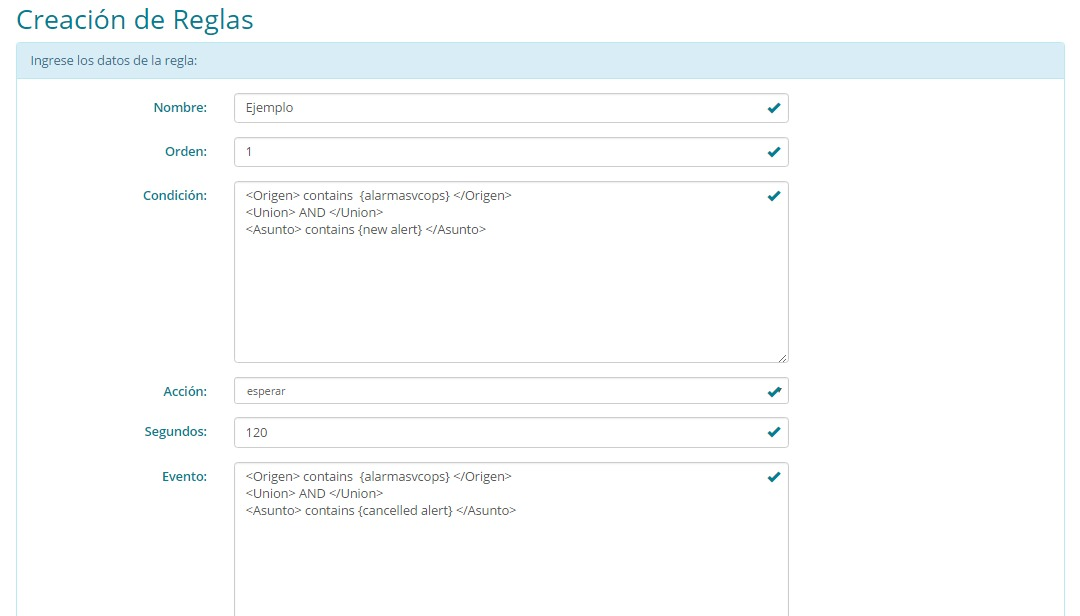 Creación de Reglas
Ingrese los datos de la regla:
Nombre: Ejemplo
Orden: 1
Condición: <Origen> contains  {alarmasvcops} </Origen>
<Union> AND </Union>
<Asunto> contains {new alert} </Asunto>
Acción: esperar
Segundos: 120
Evento: <Origen> contains  {alarmasvcops} </Origen>
<Union> AND </Union>
<Asunto> contains {cancelled alert} </Asunto>